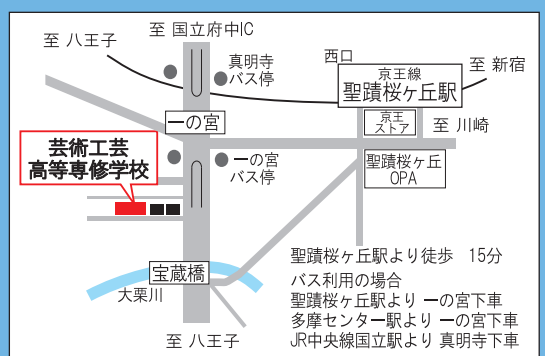 至 国立府中IC
至 八王子
真明寺
バス停
西口
京王線
聖蹟桜ヶ丘駅
至 新宿
京王
ストア
一の宮
至 川崎
芸術工芸
高等専修学校
一の宮
バス停
聖蹟桜ヶ丘
OPA
宝蔵橋
大栗川
至 八王子
聖蹟桜ヶ丘駅より徒歩 15分
バス利用の場合
聖蹟桜ヶ丘駅より 一の宮下車
多摩センター駅より 一の宮下車
JR中央線国立駅より 真明寺下車